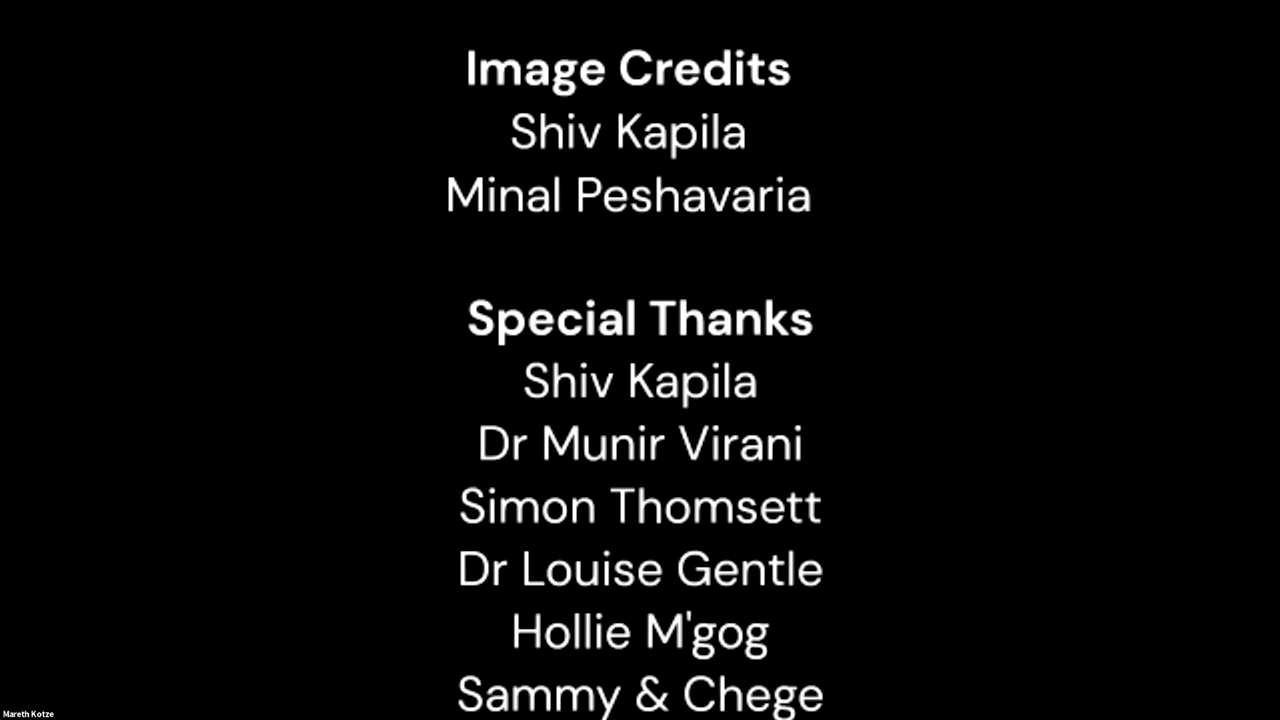 Image Credits
Shiv Kapila
Minal Peshavaria
Special Thanks
Shiv Kapila
Dr Munir Virani
Simon Thomsett
Dr Louise Gentle
Hollie M'gog
Sammy & Chege
Mareth Kotze